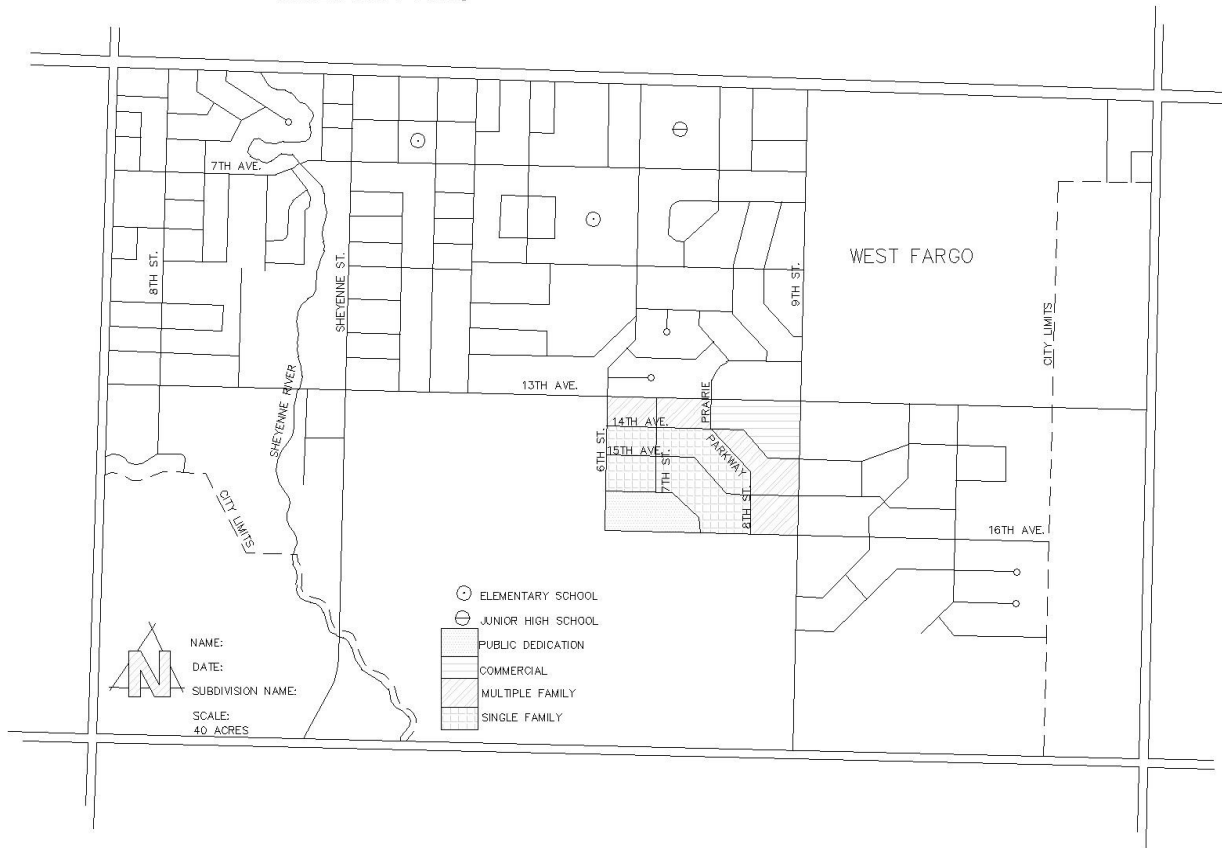 7TH AVE.
WEST FARGO
8TH ST.
SHEYENNE ST.
9TH ST.
CITY LIMITS
SHEYENNE RIVER
13TH AVE.
PRAIRIE
PARKWAY
14TH AVE.
6TH ST.
15TH AVE.
7TH ST.
8TH ST.
16TH AVE.
CITY LIMITS
ELEMENTARY SCHOOL
JUNIOR HIGH SCHOOL
PUBLIC DEDICATION
COMMERCIAL
MULTIPLE FAMILY
SINGLE FAMILY
N
NAME:
DATE:
SUBDIVISION NAME:
SCALE:
40 ACRES